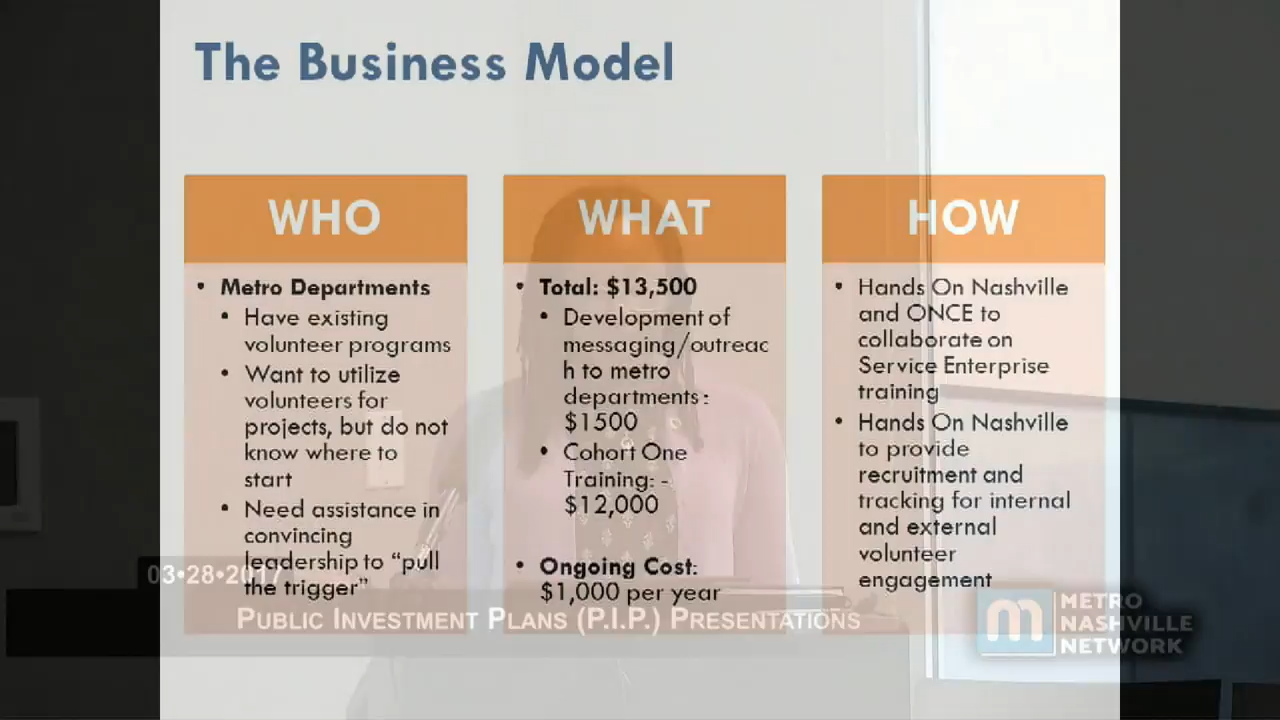 The Business Model
WHO
• Metro Departments
• Have existing
volunteer programs
• Want to utilize
volunteers for
projects, but do not
know where to
start
• Need assistance in
convincing
leadership to “pull
the trigger”
WHAT
• Total: $13,500
• Development of
messaging/outreac
h to metro
departments:
$1500
• Cohort One
Training: -
$12,000
• Ongoing Cost:
$1,000 per year
HOW
• Hands On Nashville
and ONCE to
collaborate on
Service Enterprise
training
• Hands On Nashville
to provide
recruitment and
tracking for internal
and external
volunteer
engagement
03•28•2017
PUBLIC INVESTMENT PLANS (P.I.P.) PRESENTATIONS
m METRO
NASHVILLE
NETWORK